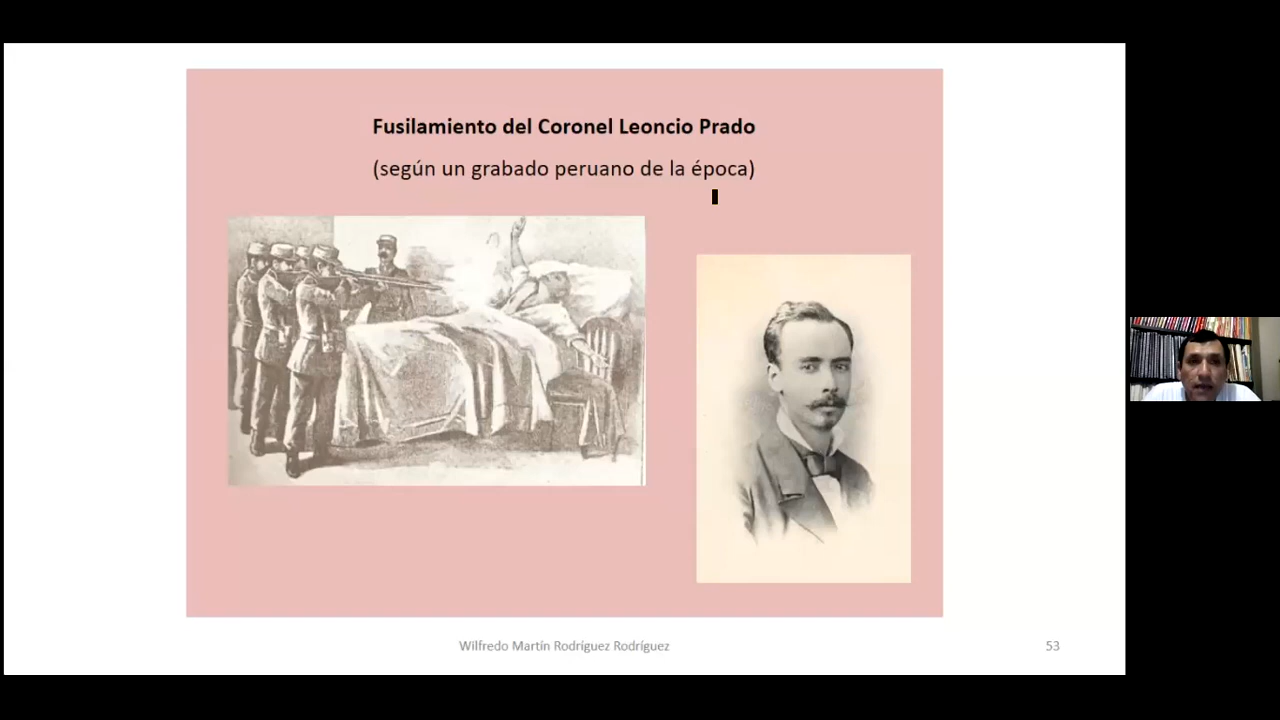 Fusilamiento del Coronel Leoncio Prado
(según un grabado peruano de la época)
Wilfredo Martín Rodríguez Rodríguez
53